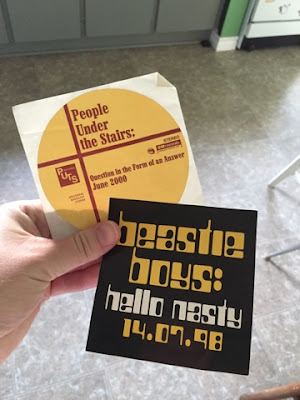 People
Under
the Stairs:
STEREO
P.U.T.S
Question in the Form of an Answer
June 2000
beastie
boys:
hello nasty
14.07.98